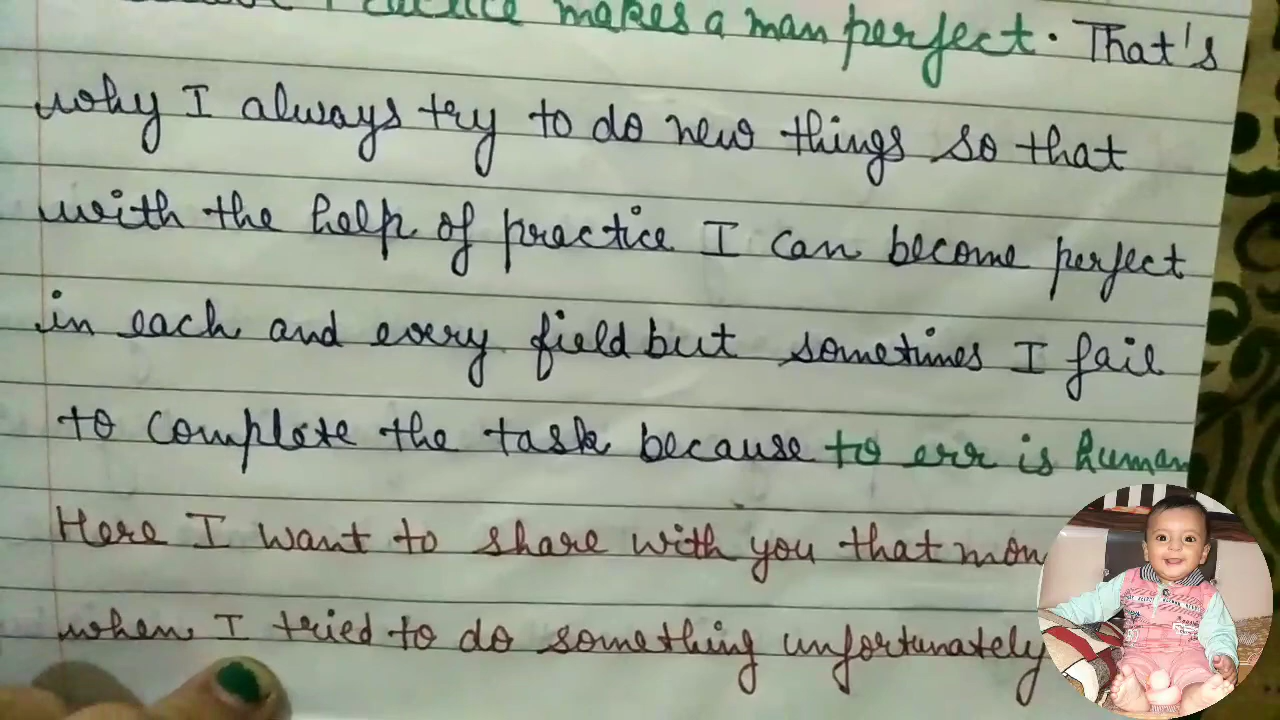 Practice makes a man perfect. That's
why I always try to do new things so that
with the help of practice I can become perfect
in each and every field but sometimes I fail
to complete the task because to err is human
Here I want to share with you that
when I tried to do something unfortunately